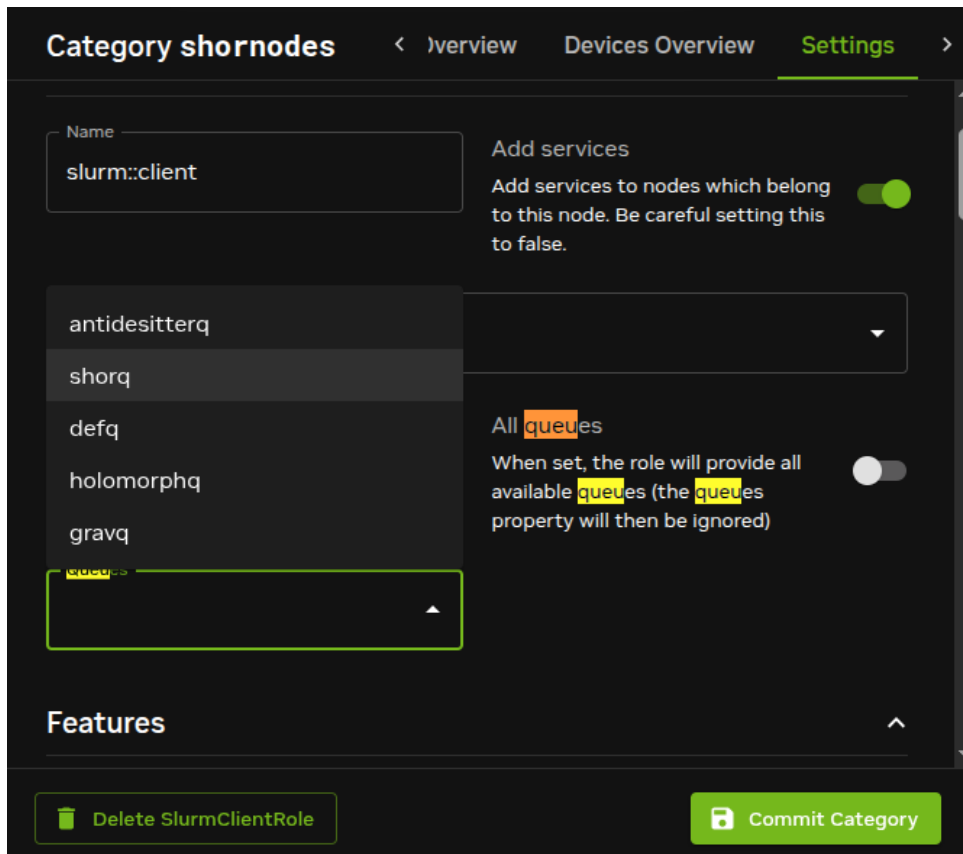 Category shornodes
Overview
Devices Overview
Settings
Name
slurm::client
Add services
Add services to nodes which belong
to this node. Be careful setting this
to false.
antidesitterq
shorq
defq
holomorphq
gravq
All queues
When set, the role will provide all
available queues (the queues
property will then be ignored)
Queues
Features
Delete SlurmClientRole
Commit Category